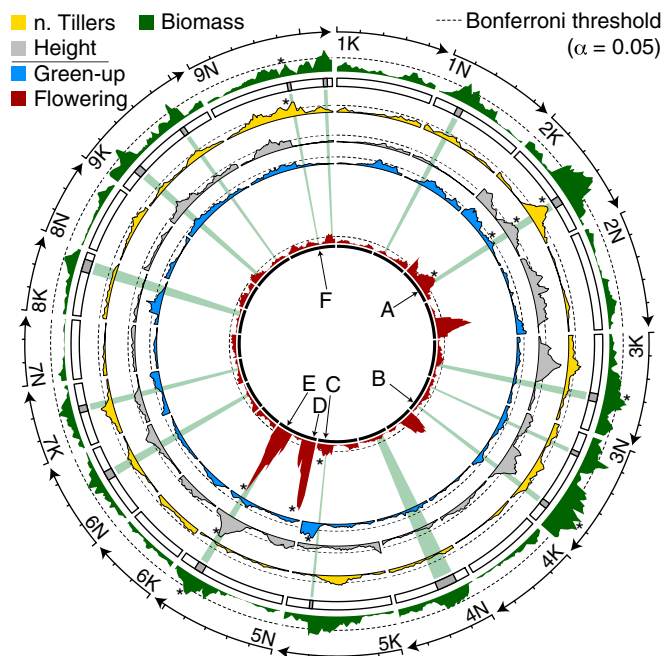 n. Tillers
Biomass
Height
Green-up
Flowering
Bonferroni threshold
(α = 0.05)
1K
1N
2K
2N
3K
3N
4K
4N
5K
5N
6K
6N
7K
7N
8K
8N
9K
9N
A
B
C
D
E
F
*
*
*
*
*
*
*
*
*
*
*
*
*
*